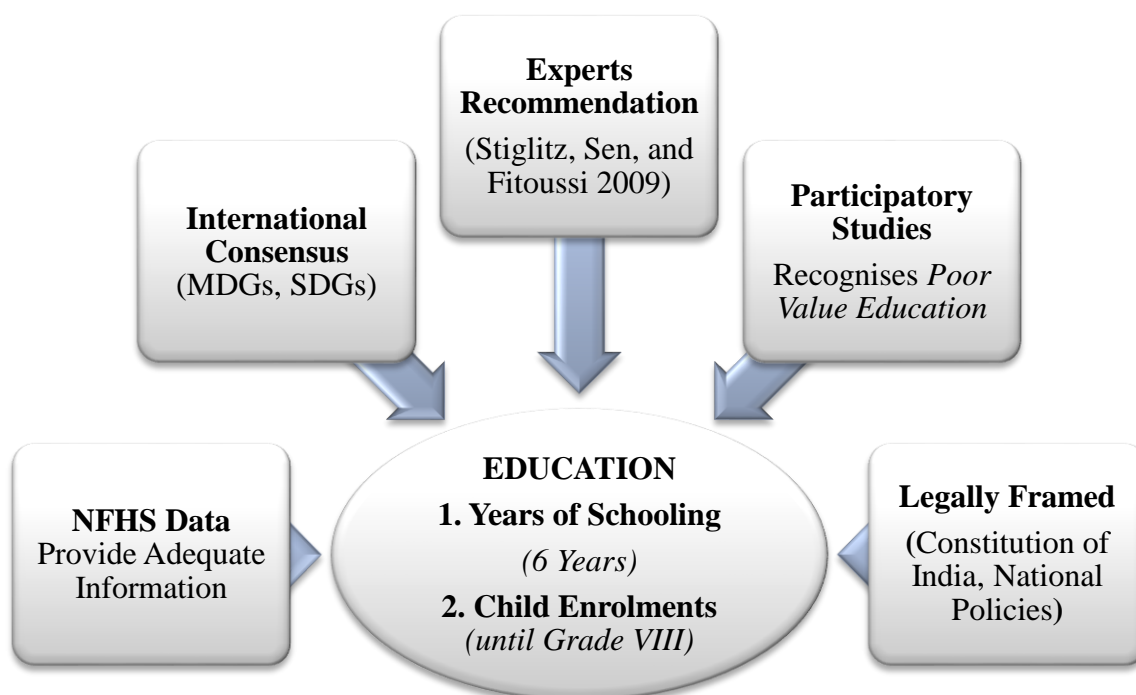 Experts
Recommendation
(Stiglitz, Sen, and
Fitoussi 2009)
International
Consensus
(MDGs, SDGs)
Participatory
Studies
Recognises Poor
Value Education
NFHS Data
Provide Adequate
Information
EDUCATION
1. Years of Schooling
(6 Years)
2. Child Enrolments
(until Grade VIII)
Legally Framed
(Constitution of
India, National
Policies)